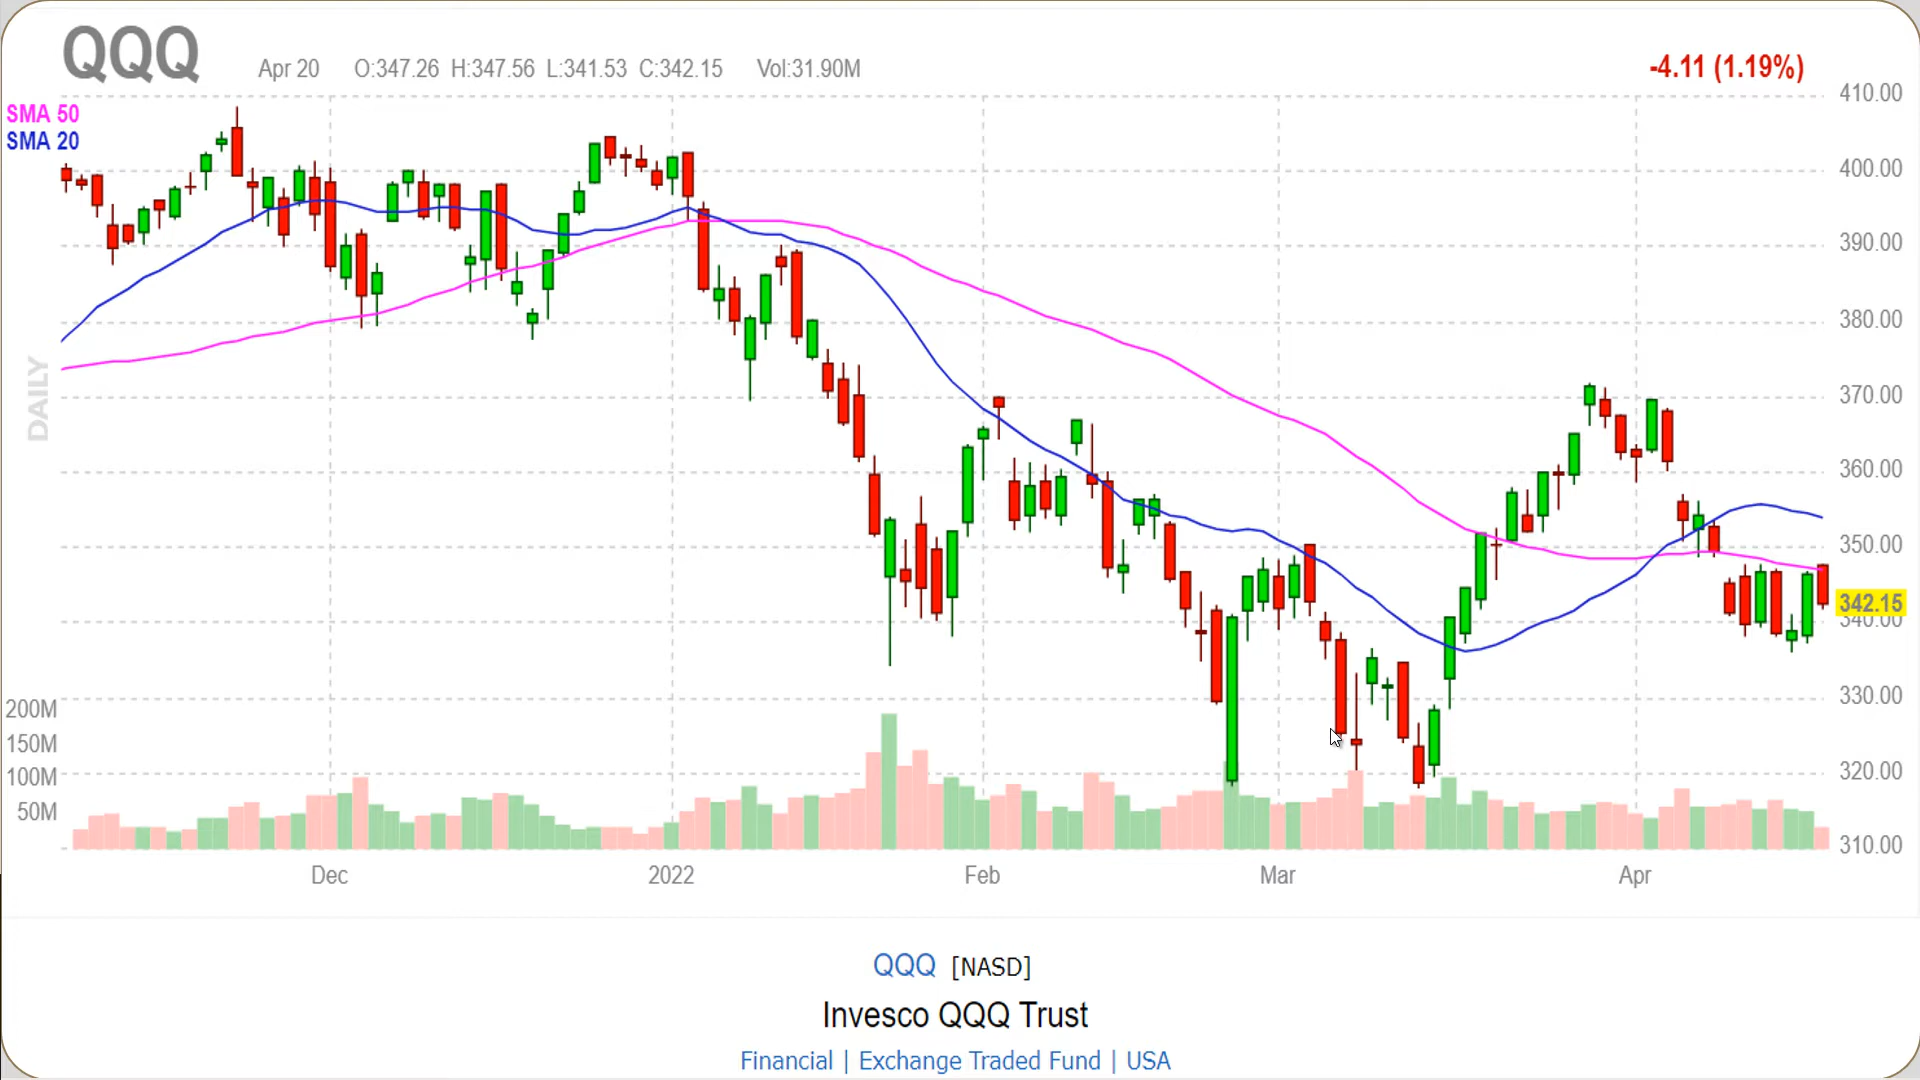 QQQ Apr 20 O:347.26 H:347.56 L:341.53 C:342.15 Vol:31.90M -4.11 (1.19%)
SMA 50
SMA 20
DAILY
410.00
400.00
390.00
380.00
370.00
360.00
350.00
342.15
340.00
330.00
320.00
310.00
200M
150M
100M
50M
Dec 2022 Feb Mar Apr
QQQ [NASD]
Invesco QQQ Trust
Financial | Exchange Traded Fund | USA